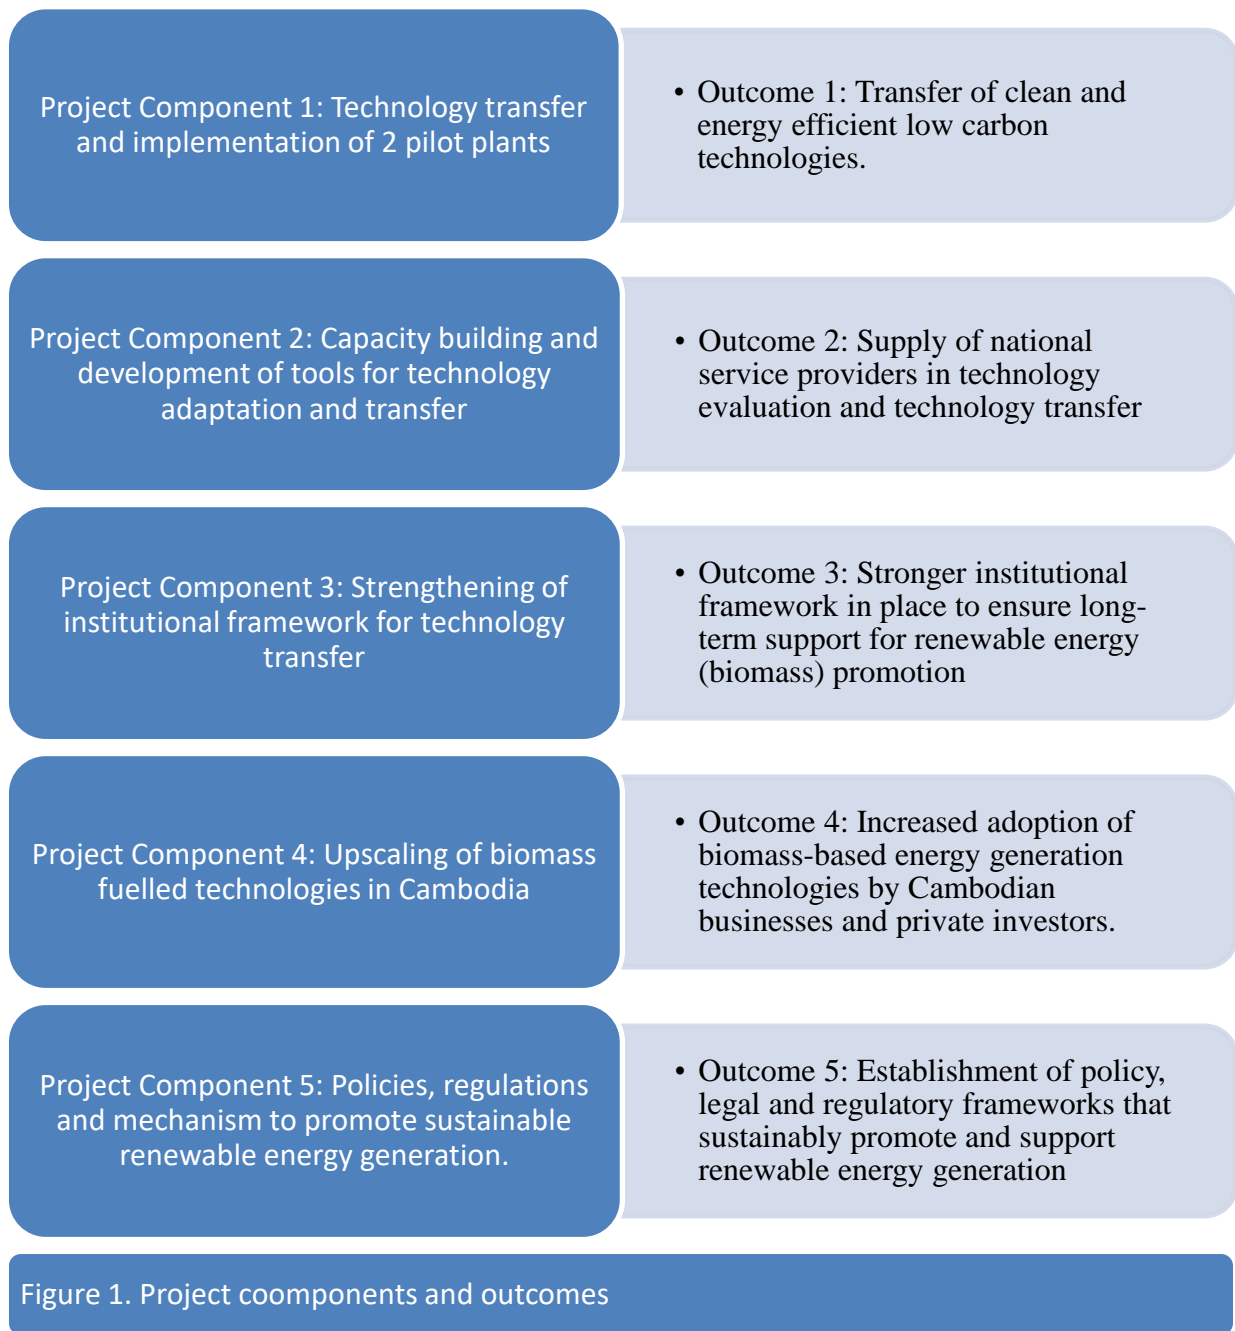 Project Component 1: Technology transfer
and implementation of 2 pilot plants
• Outcome 1: Transfer of clean and
energy efficient low carbon
technologies.
Project Component 2: Capacity building and
development of tools for technology
adaptation and transfer
• Outcome 2: Supply of national
service providers in technology
evaluation and technology transfer
Project Component 3: Strengthening of
institutional framework for technology
transfer
• Outcome 3: Stronger institutional
framework in place to ensure long-
term support for renewable energy
(biomass) promotion
Project Component 4: Upscaling of biomass
fuelled technologies in Cambodia
• Outcome 4: Increased adoption of
biomass-based energy generation
technologies by Cambodian
businesses and private investors.
Project Component 5: Policies, regulations
and mechanism to promote sustainable
renewable energy generation.
• Outcome 5: Establishment of policy,
legal and regulatory frameworks that
sustainably promote and support
renewable energy generation
Figure 1. Project coomponents and outcomes